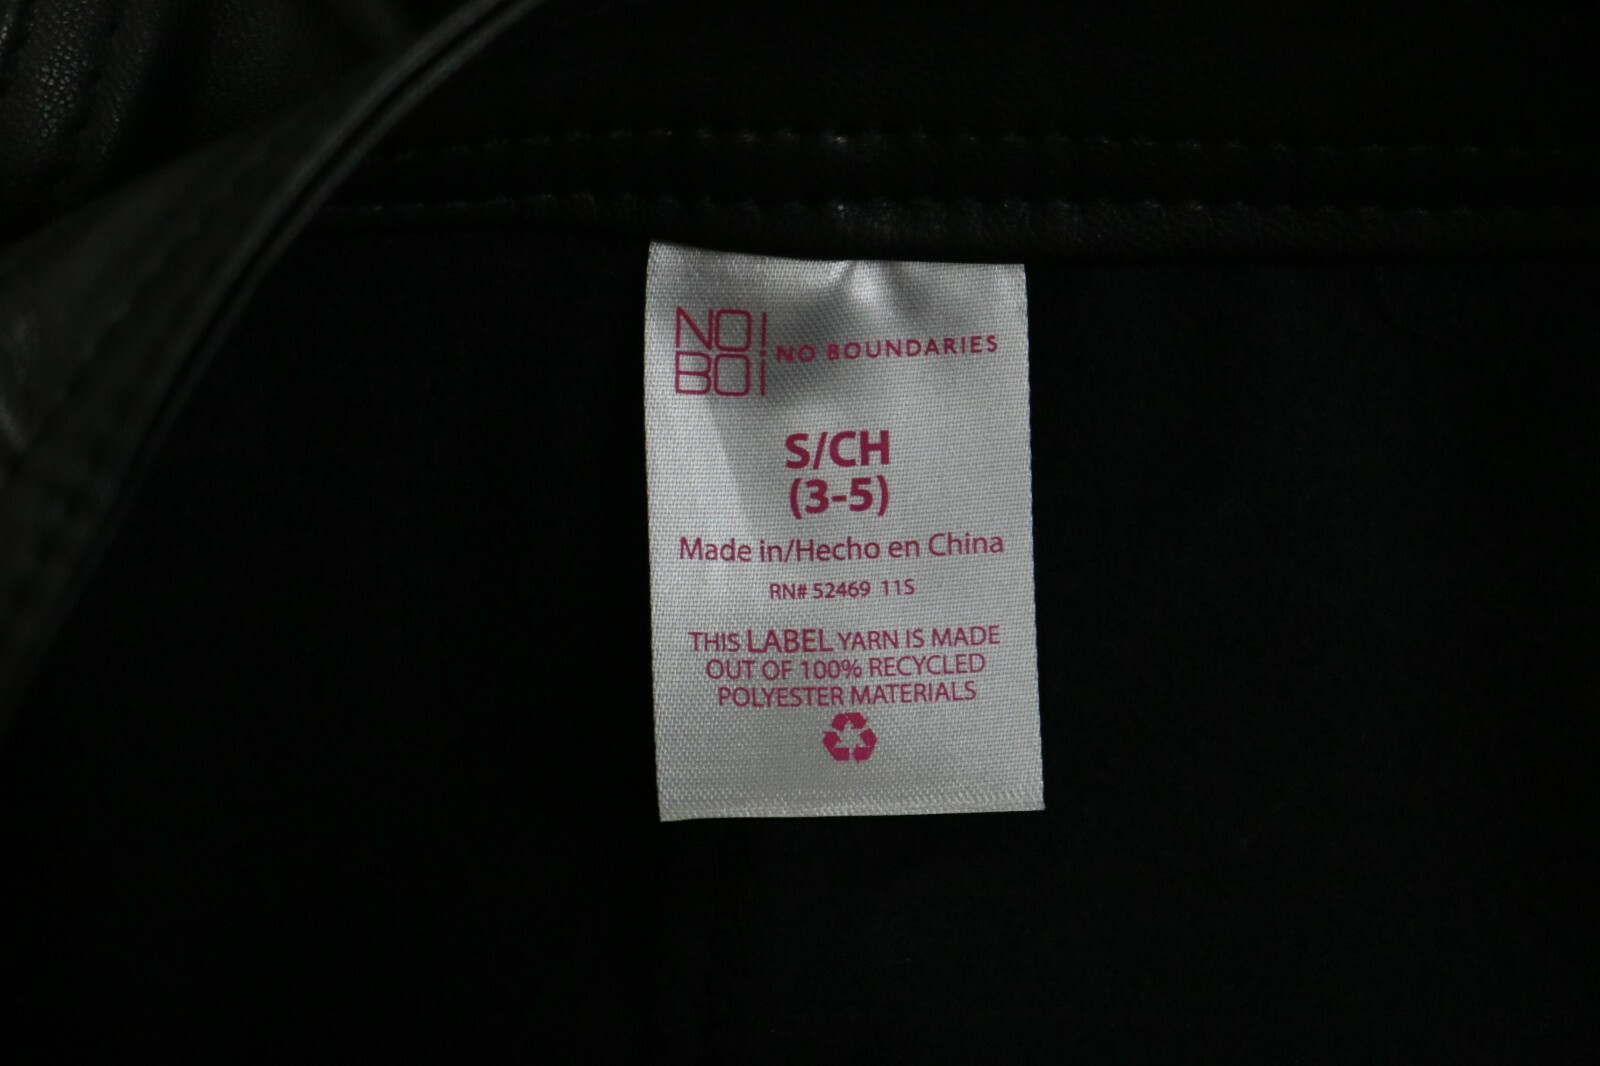 NO!
BO!
NO BOUNDARIES
S/CH
(3-5)
Made in/Hecho en China
RN# 52469 11S
THIS LABEL YARN IS MADE
OUT OF 100% RECYCLED
POLYESTER MATERIALS